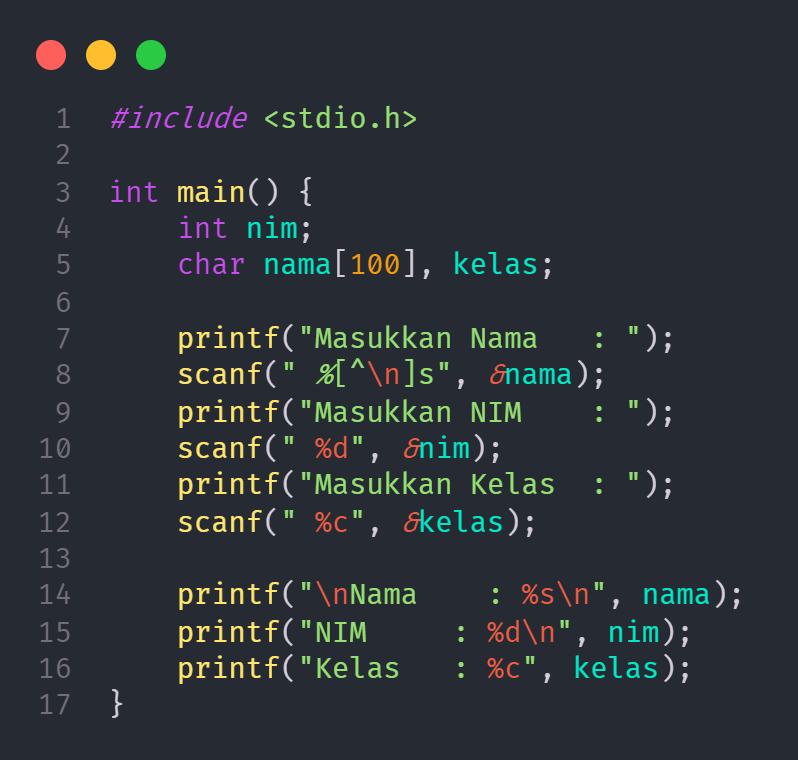 1 #include <stdio.h>
2
3 int main() {
4     int nim;
5     char nama[100], kelas;
6
7     printf("Masukkan Nama   : ");
8     scanf(" %[^\n]s", &nama);
9     printf("Masukkan NIM    : ");
10     scanf(" %d", &nim);
11     printf("Masukkan Kelas  : ");
12     scanf(" %c", &kelas);
13
14     printf("\nNama    : %s\n", nama);
15     printf("NIM     : %d\n", nim);
16     printf("Kelas   : %c", kelas);
17 }